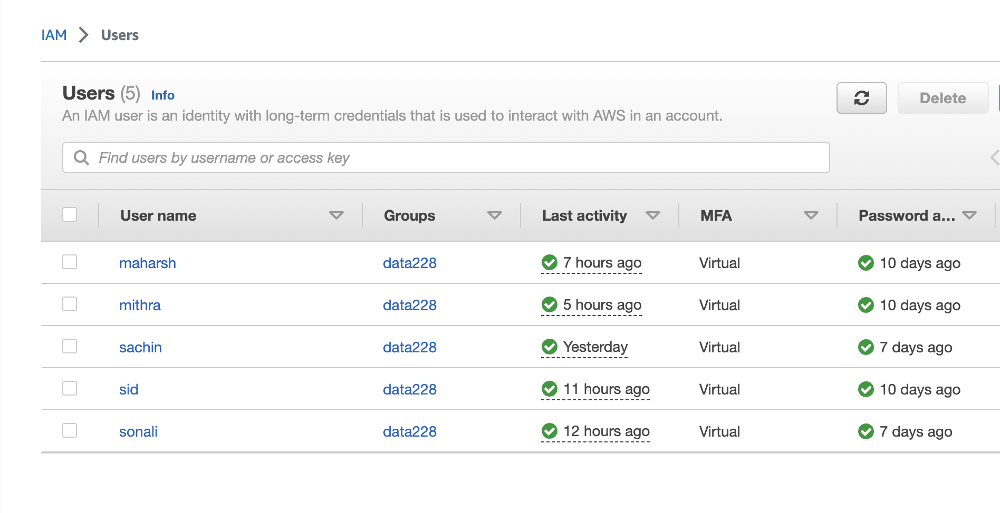 IAM > Users
Users (5) Info
An IAM user is an identity with long-term credentials that is used to interact with AWS in an account.
Delete
Find users by username or access key
User name Groups Last activity MFA Password a...
maharsh data228 7 hours ago Virtual 10 days ago
mithra data228 5 hours ago Virtual 10 days ago
sachin data228 Yesterday Virtual 7 days ago
sid data228 11 hours ago Virtual 10 days ago
sonali data228 12 hours ago Virtual 7 days ago